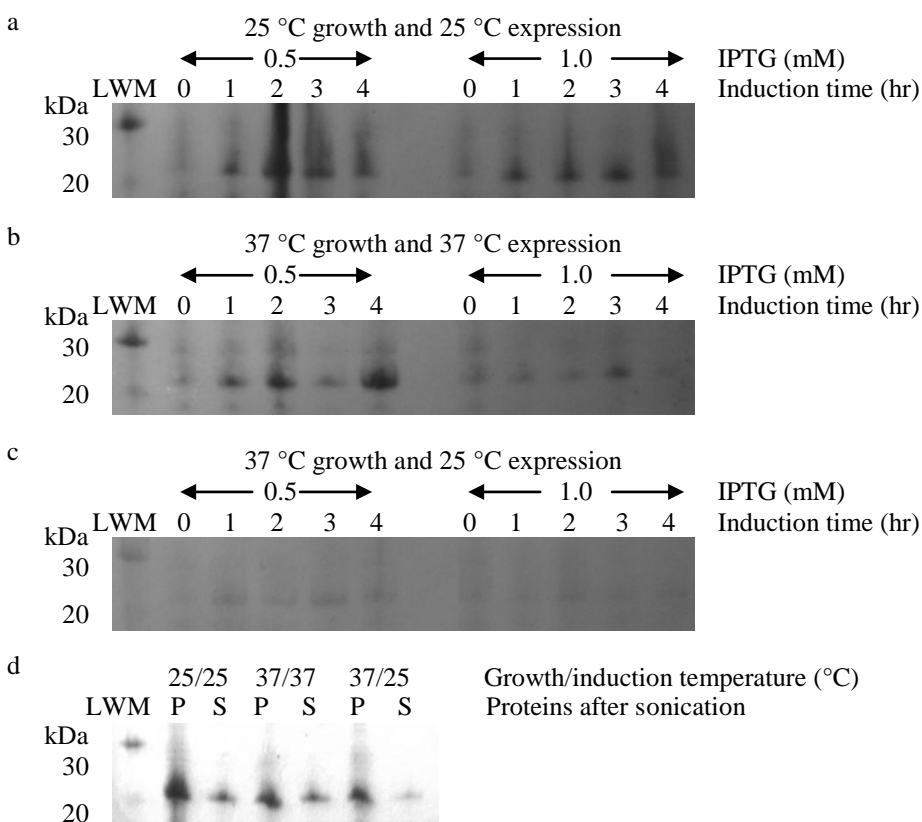 a
25 °C growth and 25 °C expression
0.5 1.0 IPTG (mM)
LWM 0 1 2 3 4 0 1 2 3 4 Induction time (hr)
kDa
30
20
b
37 °C growth and 37 °C expression
0.5 1.0 IPTG (mM)
LWM 0 1 2 3 4 0 1 2 3 4 Induction time (hr)
kDa
30
20
c
37 °C growth and 25 °C expression
0.5 1.0 IPTG (mM)
LWM 0 1 2 3 4 0 1 2 3 4 Induction time (hr)
kDa
30
20
d
25/25 37/37 37/25 Growth/induction temperature (°C)
LWM P S P S P S Proteins after sonication
kDa
30
20